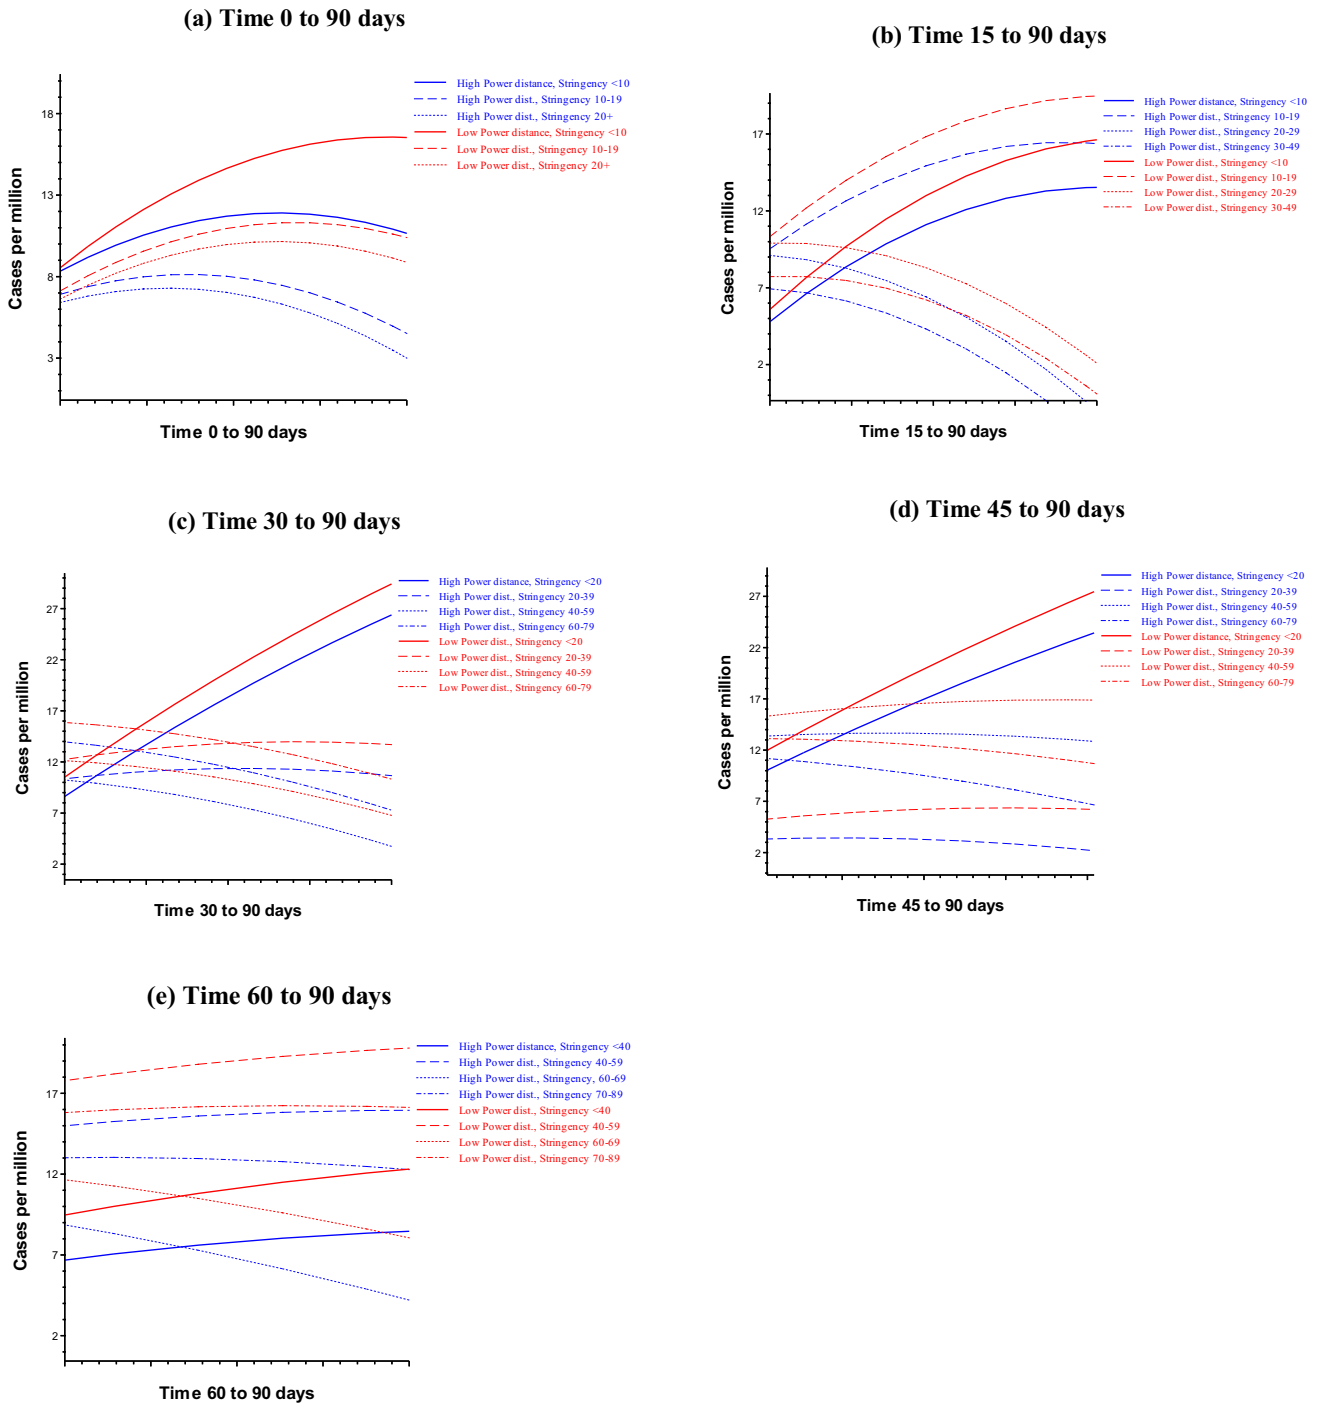 (a) Time 0 to 90 days
Cases per million
18
13
8
3
High Power distance, Stringency <10
High Power dist., Stringency 10-19
High Power dist., Stringency 20+
Low Power distance, Stringency <10
Low Power dist., Stringency 10-19
Low Power dist., Stringency 20+
Time 0 to 90 days
(b) Time 15 to 90 days
Cases per million
17
12
7
2
High Power distance, Stringency <10
High Power dist., Stringency 10-19
High Power dist., Stringency 20-29
High Power dist., Stringency 30-49
Low Power dist., Stringency <10
Low Power dist., Stringency 10-19
Low Power dist., Stringency 20-29
Low Power dist., Stringency 30-49
Time 15 to 90 days
(c) Time 30 to 90 days
Cases per million
27
22
17
12
7
2
High Power distance, Stringency <20
High Power dist., Stringency 20-39
High Power dist., Stringency 40-59
High Power dist., Stringency 60-79
Low Power dist., Stringency <20
Low Power dist., Stringency 20-39
Low Power dist., Stringency 40-59
Low Power dist., Stringency 60-79
Time 30 to 90 days
(d) Time 45 to 90 days
Cases per million
27
22
17
12
7
2
High Power distance, Stringency <20
High Power dist., Stringency 20-39
High Power dist., Stringency 40-59
High Power dist., Stringency 60-79
Low Power distance, Stringency <20
Low Power dist., Stringency 20-39
Low Power dist., Stringency 40-59
Low Power dist., Stringency 60-79
Time 45 to 90 days
(e) Time 60 to 90 days
Cases per million
17
12
7
2
High Power distance, Stringency <40
High Power dist., Stringency 40-59
High Power dist., Stringency, 60-69
High Power dist., Stringency 70-89
Low Power dist., Stringency <40
Low Power dist., Stringency 40-59
Low Power dist., Stringency 60-69
Low Power dist., Stringency 70-89
Time 60 to 90 days